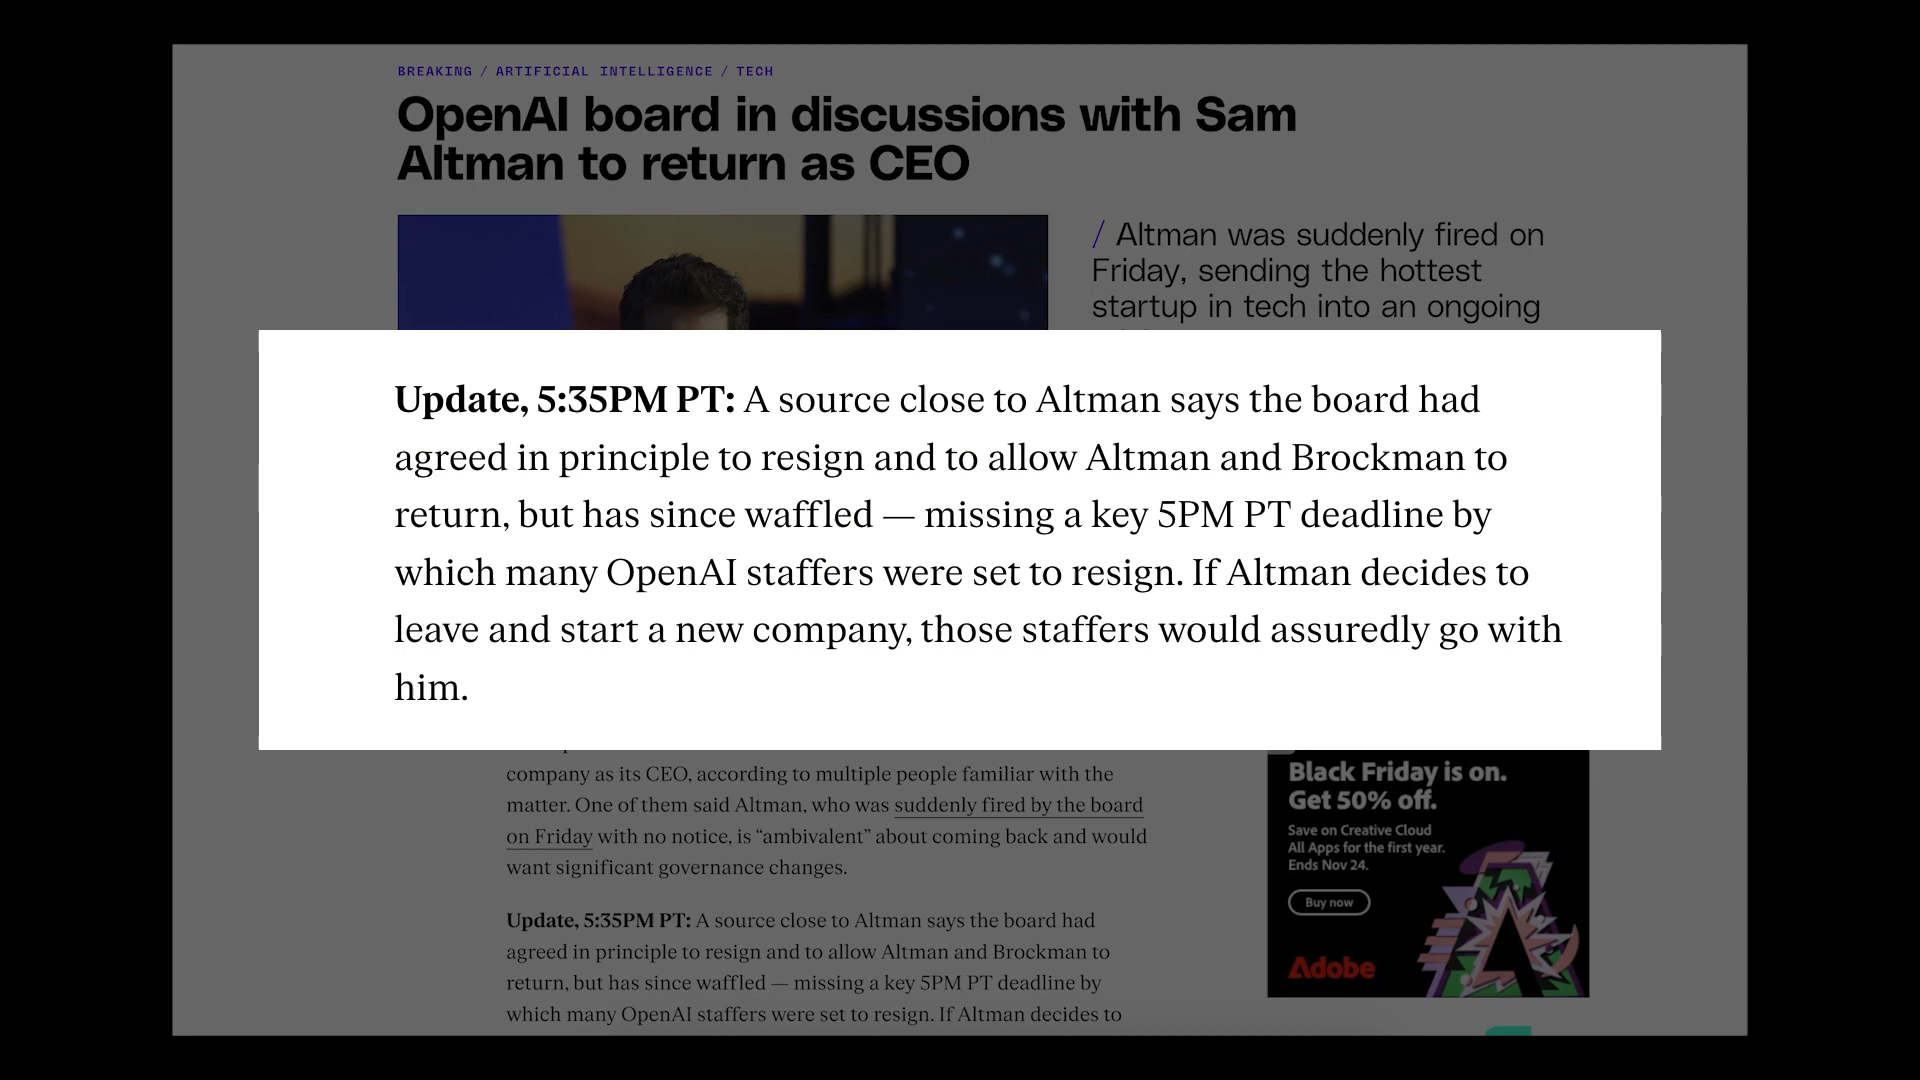 BREAKING / ARTIFICIAL INTELLIGENCE / TECH
OpenAI board in discussions with Sam
Altman to return as CEO
/ Altman was suddenly fired on
Friday, sending the hottest
startup in tech into an ongoing
Update, 5:35PM PT: A source close to Altman says the board had
agreed in principle to resign and to allow Altman and Brockman to
return, but has since waffled — missing a key 5PM PT deadline by
which many OpenAI staffers were set to resign. If Altman decides to
leave and start a new company, those staffers would assuredly go with
him.
company as its CEO, according to multiple people familiar with the
matter. One of them said Altman, who was suddenly fired by the board
on Friday with no notice, is “ambivalent” about coming back and would
want significant governance changes.
Update, 5:35PM PT: A source close to Altman says the board had
agreed in principle to resign and to allow Altman and Brockman to
return, but has since waffled — missing a key 5PM PT deadline by
which many OpenAI staffers were set to resign. If Altman decides to
Black Friday is on.
Get 50% off.
Save on Creative Cloud
All Apps for the first year.
Ends Nov 24.
Buy now
Adobe